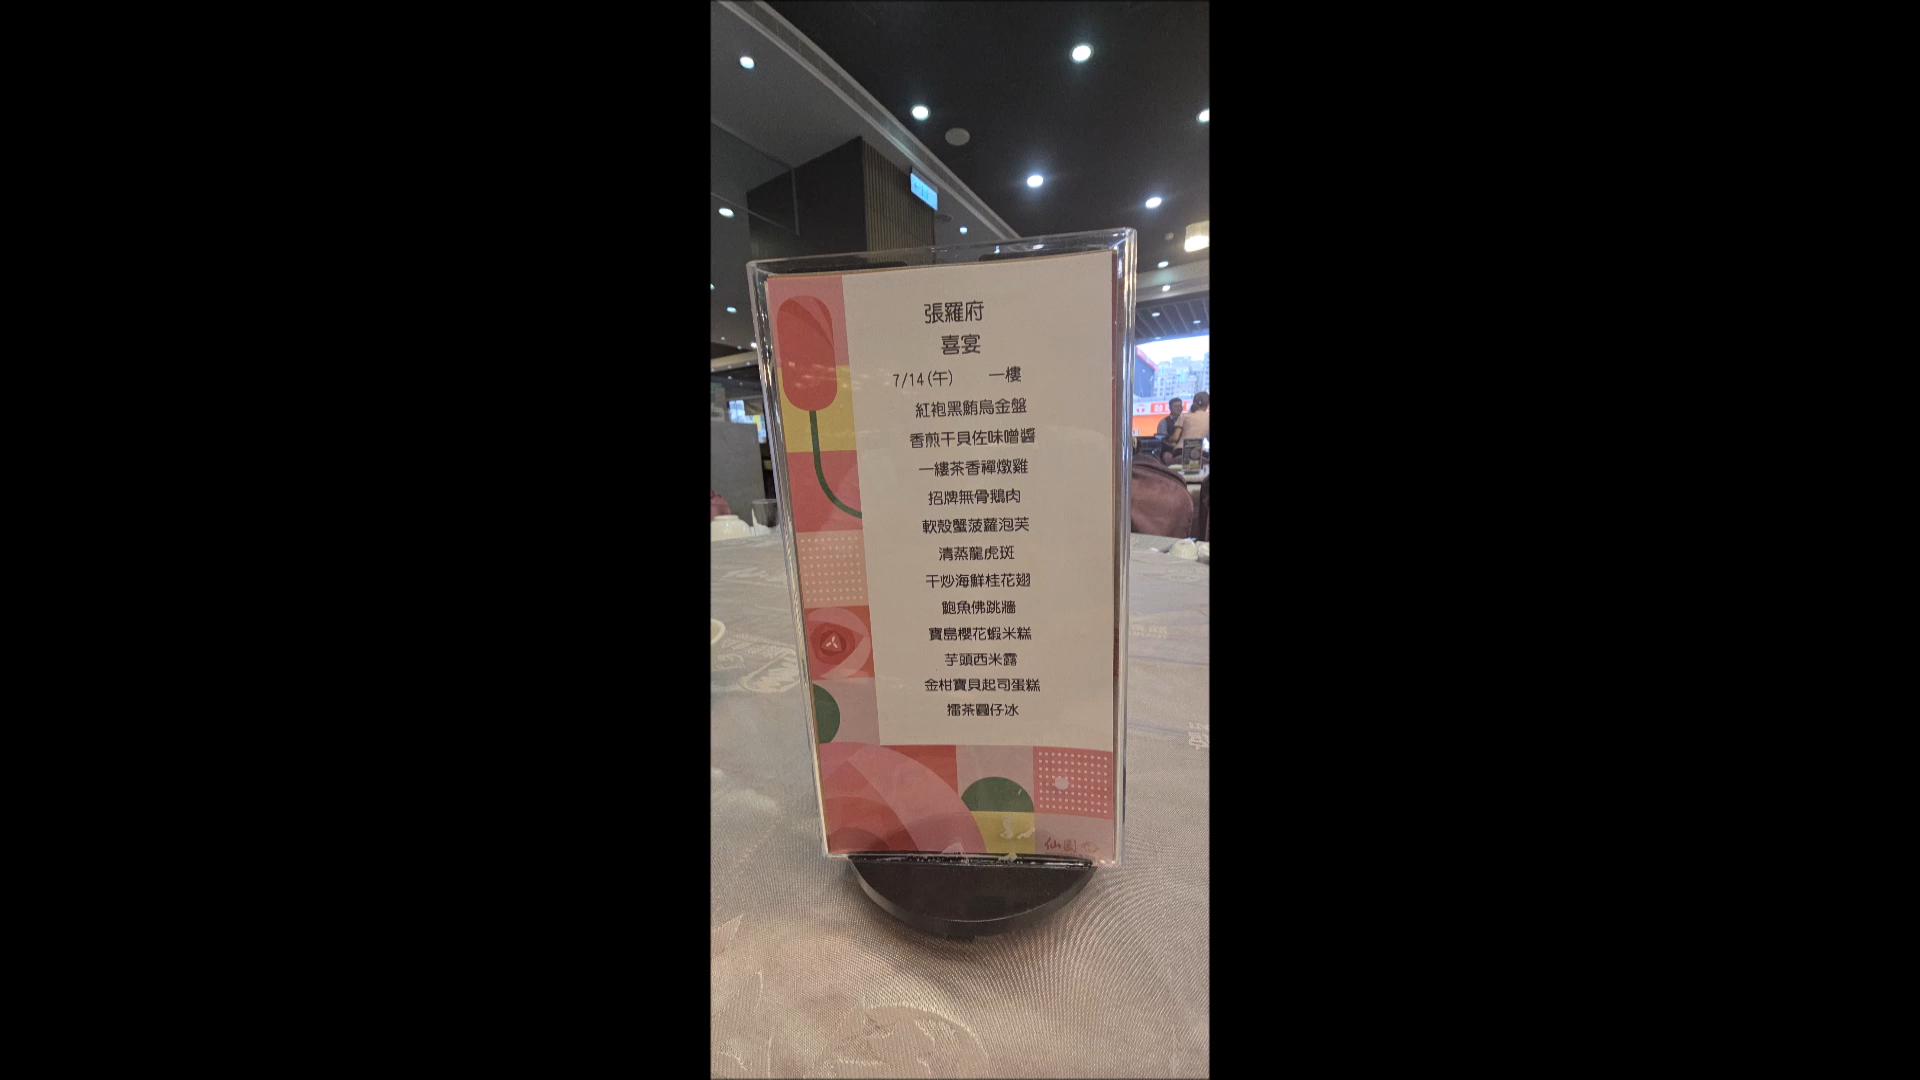 張羅府
喜宴
7/14(午) 一樓
紅袍黑鮪烏金盤
香煎干貝佐味噌醬
一縷茶香禪燉雞
招牌無骨鵝肉
軟殼蟹菠蘿泡芙
清蒸龍虎斑
干炒海鮮桂花翅
鮑魚佛跳牆
寶島櫻花蝦米糕
芋頭西米露
金柑寶貝起司蛋糕
擂茶圓仔冰
仙園